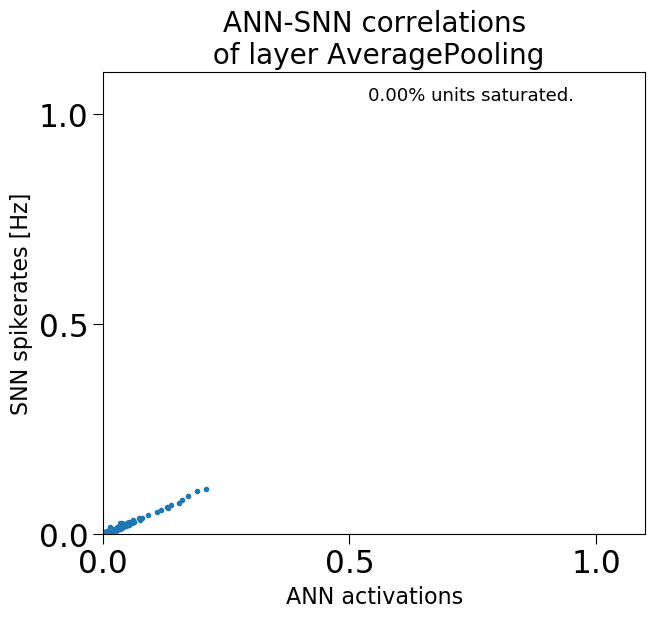 ANN-SNN correlations
of layer AveragePooling
0.00% units saturated.
1.0
SNN spikerates [Hz]
0.5
0.0
0.0 0.5 1.0
ANN activations